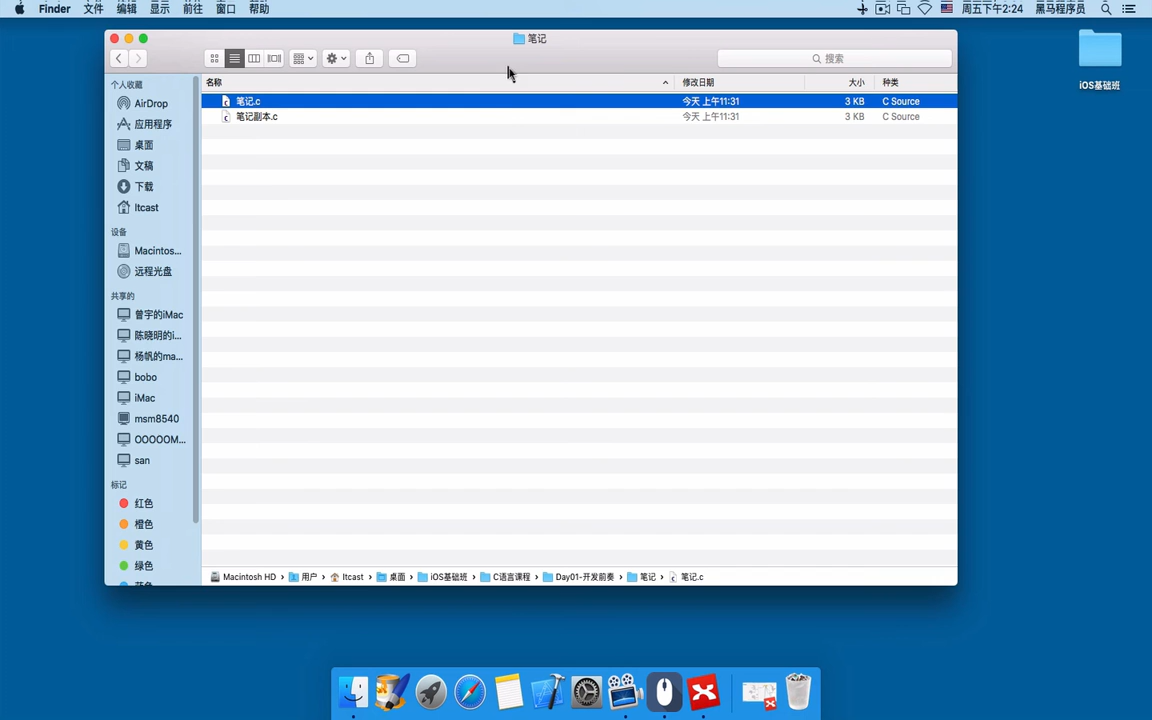 Finder 文件 编辑 显示 前往 窗口 帮助 周五下午2:24 黑马程序员
笔记
搜索
iOS基础班
个人收藏
AirDrop
应用程序
桌面
文稿
下载
Itcast
设备
Macintos...
远程光盘
共享的
曾宇的iMac
陈晓明的i...
杨帆的ma...
bobo
iMac
msm8540
OOOOOM...
san
标记
红色
橙色
黄色
绿色
名称 修改日期 大小 种类
笔记.c 今天 上午11:31 3 KB C Source
笔记副本.c 今天 上午11:31 3 KB C Source
Macintosh HD › 用户 › Itcast › 桌面 › iOS基础班 › C语言课程 › Day01-开发前奏 › 笔记 › 笔记.c